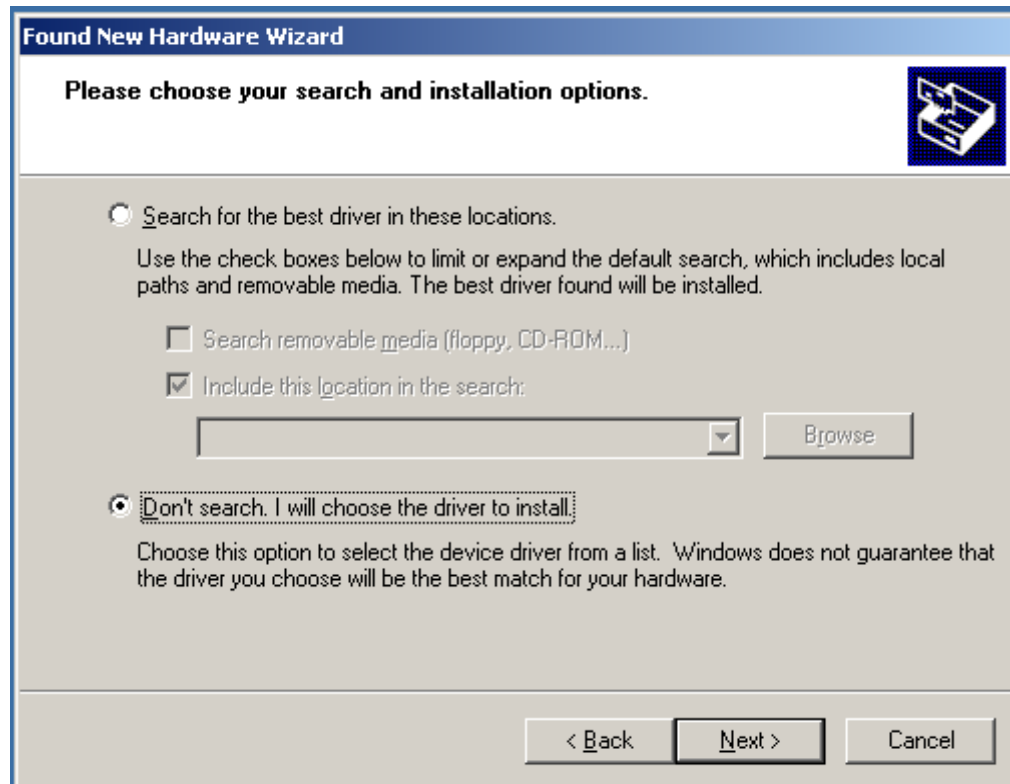 Found New Hardware Wizard
Please choose your search and installation options.
Search for the best driver in these locations.
Use the check boxes below to limit or expand the default search, which includes local
paths and removable media. The best driver found will be installed.
Search removable media (floppy, CD-ROM...)
Include this location in the search:
Browse
Don't search. I will choose the driver to install.
Choose this option to select the device driver from a list.  Windows does not guarantee that
the driver you choose will be the best match for your hardware.
< Back
Next >
Cancel